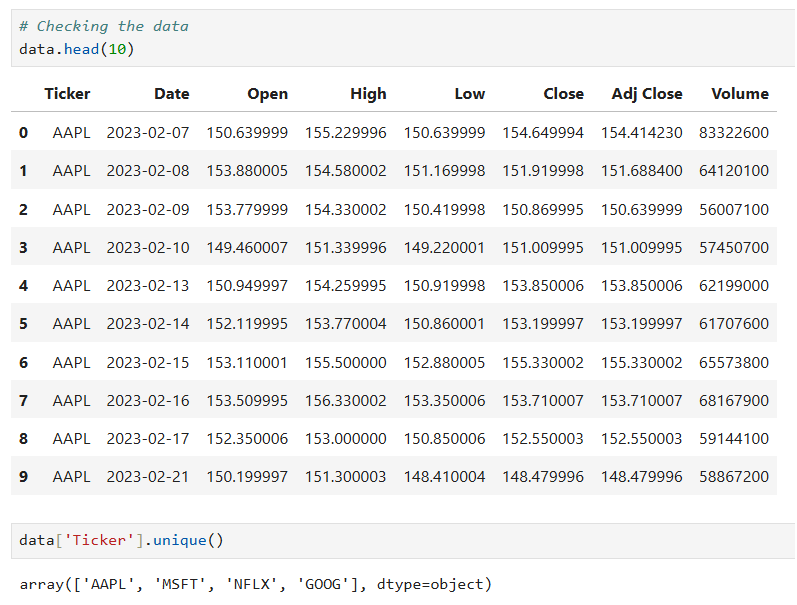 # Checking the data
data.head(10)
Ticker Date Open High Low Close Adj Close Volume
0 AAPL 2023-02-07 150.639999 155.229996 150.639999 154.649994 154.414230 83322600
1 AAPL 2023-02-08 153.880005 154.580002 151.169998 151.919998 151.688400 64120100
2 AAPL 2023-02-09 153.779999 154.330002 150.419998 150.869995 150.639999 56007100
3 AAPL 2023-02-10 149.460007 151.339996 149.220001 151.009995 151.009995 57450700
4 AAPL 2023-02-13 150.949997 154.259995 150.919998 153.850006 153.850006 62199000
5 AAPL 2023-02-14 152.119995 153.770004 150.860001 153.199997 153.199997 61707600
6 AAPL 2023-02-15 153.110001 155.500000 152.880005 155.330002 155.330002 65573800
7 AAPL 2023-02-16 153.509995 156.330002 153.350006 153.710007 153.710007 68167900
8 AAPL 2023-02-17 152.350006 153.000000 150.850006 152.550003 152.550003 59144100
9 AAPL 2023-02-21 150.199997 151.300003 148.410004 148.479996 148.479996 58867200
data['Ticker'].unique()
array(['AAPL', 'MSFT', 'NFLX', 'GOOG'], dtype=object)